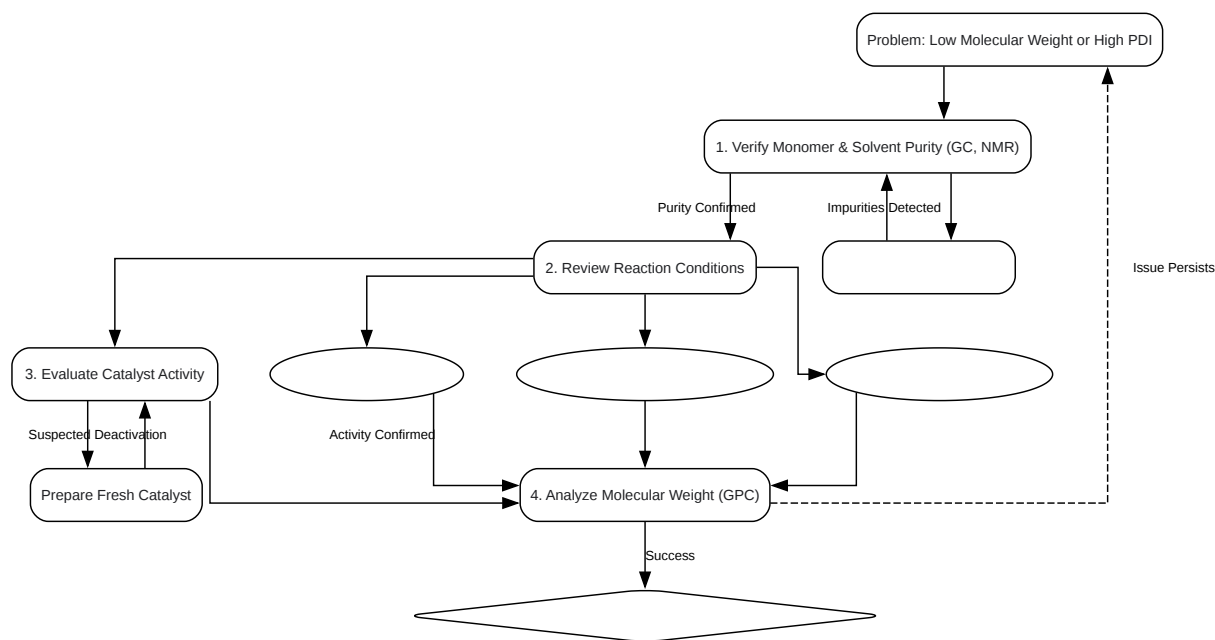 Problem: Low Molecular Weight or High PDI
1. Verify Monomer & Solvent Purity (GC, NMR)
Purity Confirmed
Impurities Detected
2. Review Reaction Conditions
Issue Persists
3. Evaluate Catalyst Activity
Suspected Deactivation
Activity Confirmed
Prepare Fresh Catalyst
4. Analyze Molecular Weight (GPC)
Success